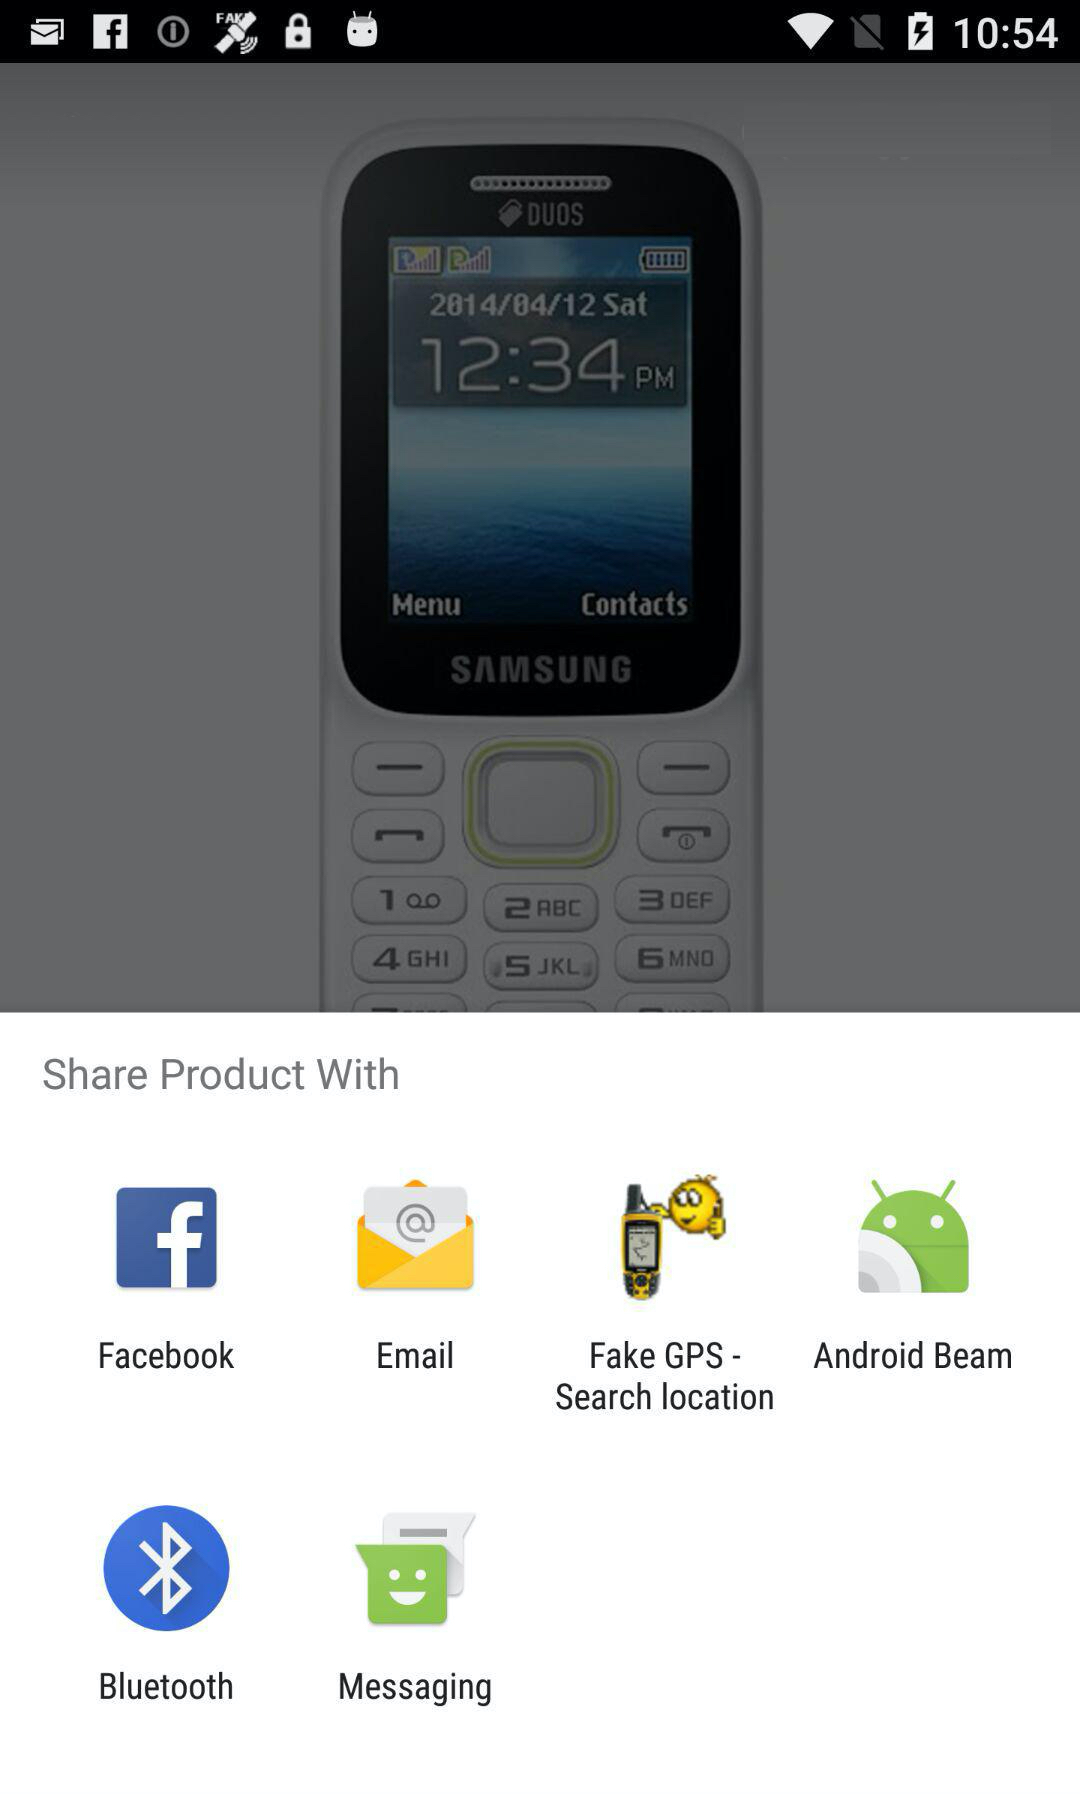 FAKE
10:54
DUOS
2014/04/12 Sat
12:34 PM
Menu Contacts
SAMSUNG
1 2 ABC 3 DEF
4 GHI 5 JKL 6 MNO
Share Product With
Facebook
Email
Fake GPS -
Search location
Android Beam
Bluetooth
Messaging